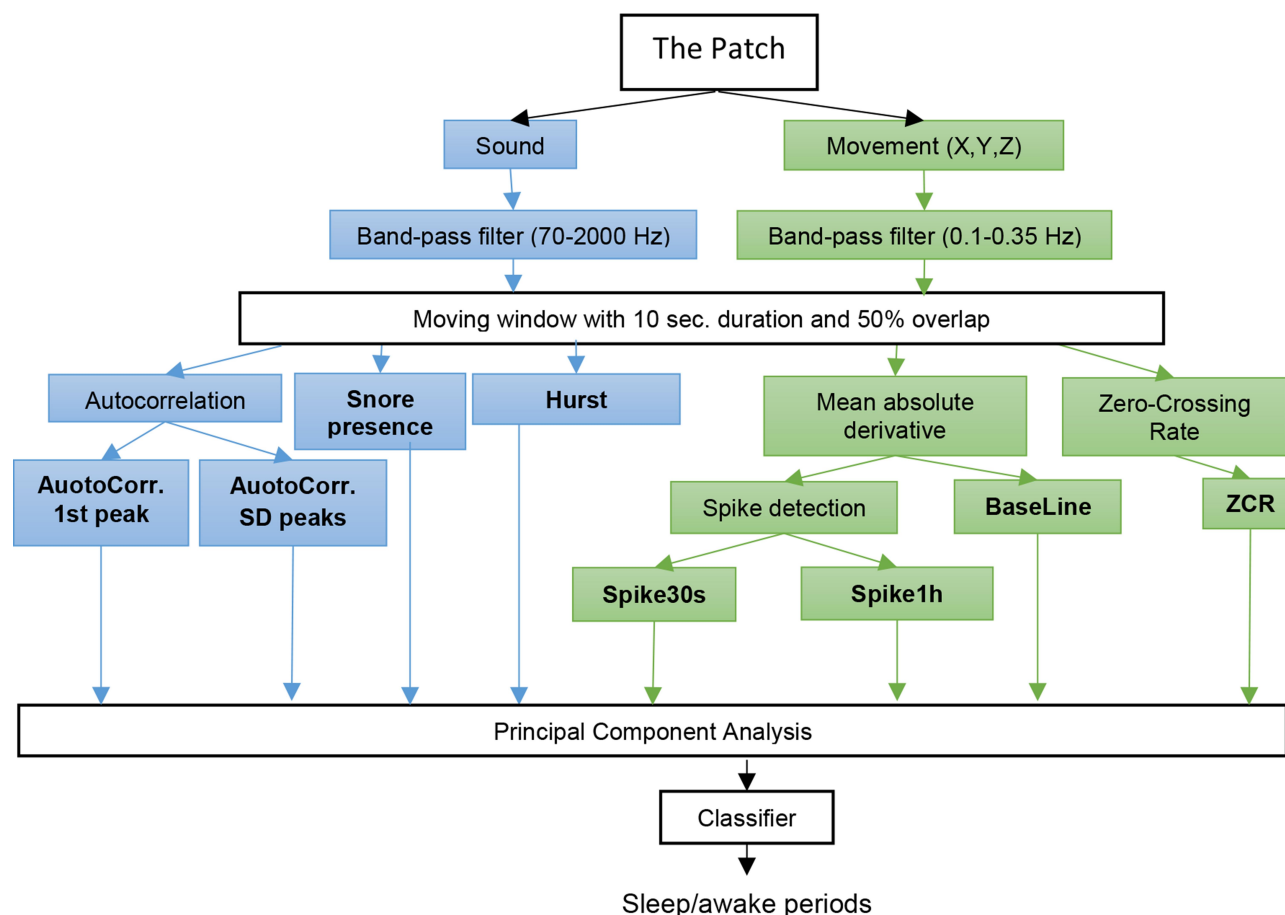 The Patch
Sound
Movement (X,Y,Z)
Band-pass filter (70-2000 Hz)
Band-pass filter (0.1-0.35 Hz)
Moving window with 10 sec. duration and 50% overlap
Autocorrelation
Snore
presence
Hurst
Mean absolute
derivative
Zero-Crossing
Rate
AuotoCorr.
1st peak
AuotoCorr.
SD peaks
Spike detection
BaseLine
ZCR
Spike30s
Spike1h
Principal Component Analysis
Classifier
Sleep/awake periods